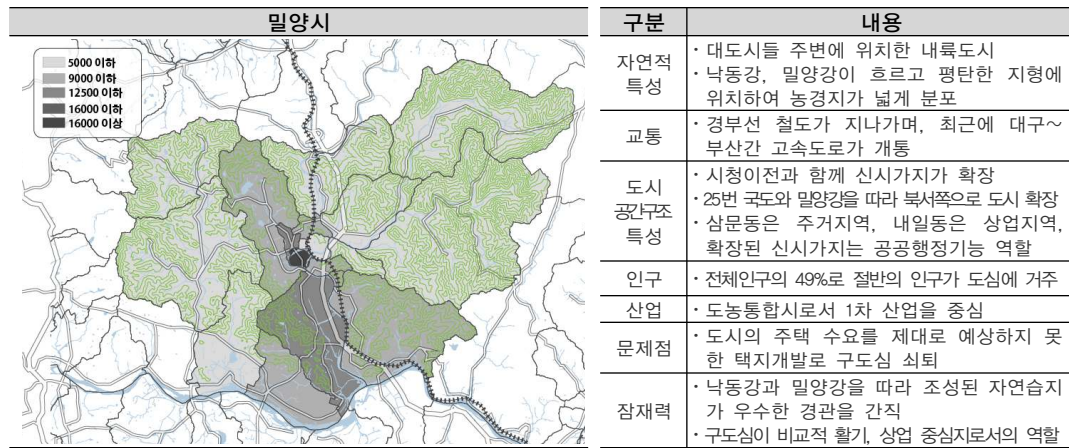 밀양시
5000 이하
9000 이하
12500 이하
16000 이하
16000 이상
구분 내용
자연적 특성
· 대도시들 주변에 위치한 내륙도시
· 낙동강, 밀양강이 흐르고 평탄한 지형에
위치하여 농경지가 넓게 분포
교통
· 경부선 철도가 지나가며, 최근에 대구~
부산간 고속도로가 개통
도시
공간구조
특성
· 시청이전과 함께 신시가지가 확장
· 25번 국도와 밀양강을 따라 북서쪽으로 도시 확장
· 삼문동은 주거지역, 내일동은 상업지역,
확장된 신시가지는 공공행정기능 역할
인구
· 전체인구의 49%로 절반의 인구가 도심에 거주
산업
· 도농통합시로서 1차 산업을 중심
문제점
· 도시의 주택 수요를 제대로 예상하지 못
한 택지개발로 구도심 쇠퇴
잠재력
· 낙동강과 밀양강을 따라 조성된 자연습지
가 우수한 경관을 간직
· 구도심이 비교적 활기, 상업 중심지로서의 역할